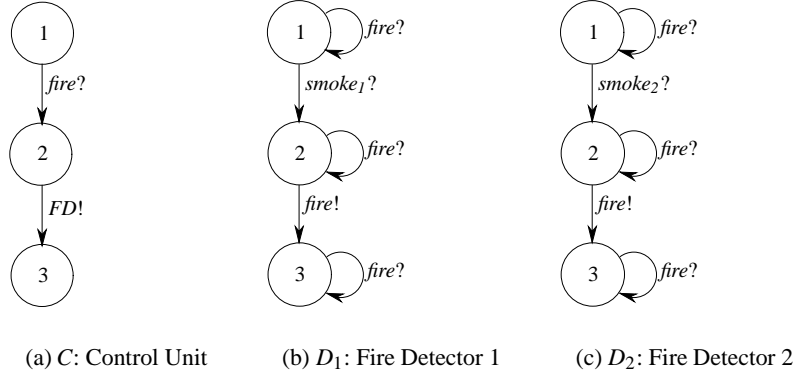 1
fire?
2
FD!
3
(a) C: Control Unit
1
fire?
smoke₁?
2
fire?
fire!
3
fire?
(b) D₁: Fire Detector 1
1
fire?
smoke₂?
2
fire?
fire!
3
fire?
(c) D₂: Fire Detector 2